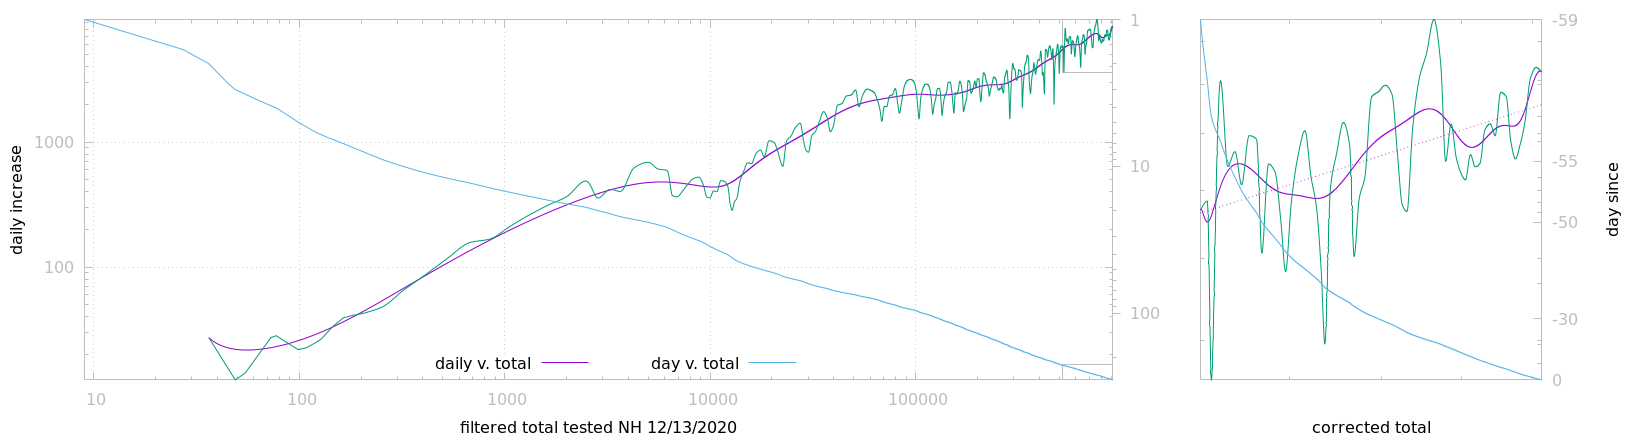 daily increase
1000
100
daily v. total
day v. total
10
100
1000
10000
100000
filtered total tested NH 12/13/2020
1
10
100
-59
-55
-50
-30
0
day since
corrected total